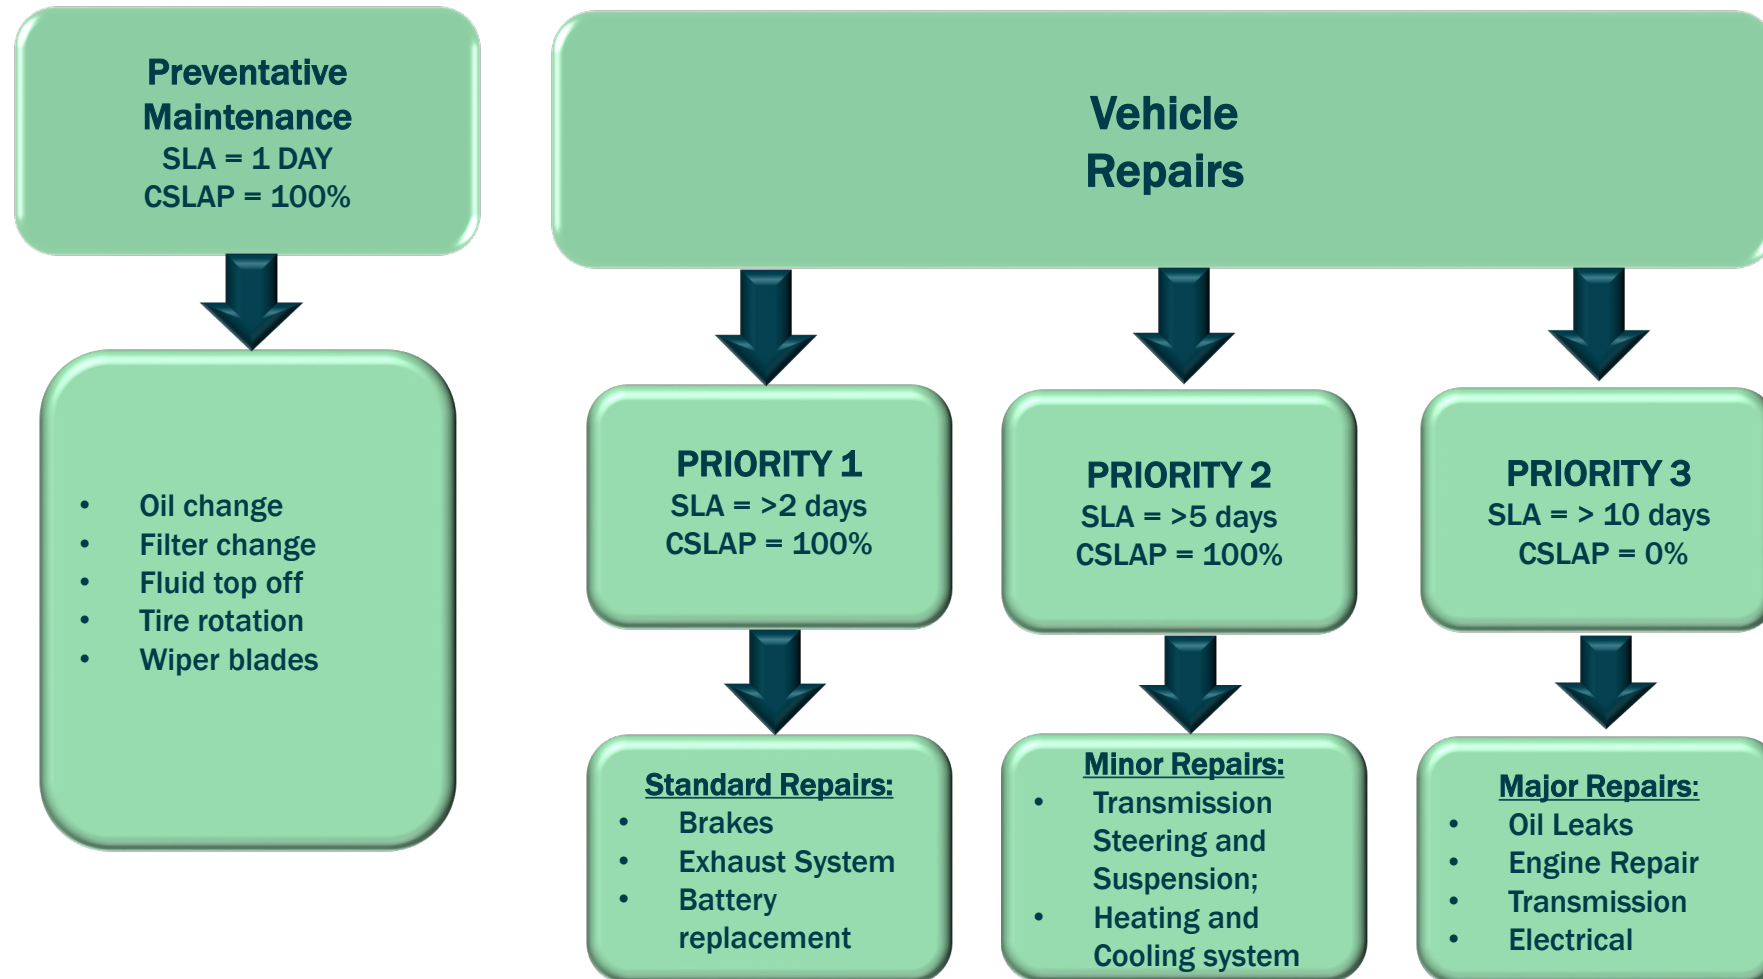 Preventative
Maintenance
SLA = 1 DAY
CSLAP = 100%
• Oil change
• Filter change
• Fluid top off
• Tire rotation
• Wiper blades
Vehicle
Repairs
PRIORITY 1
SLA = >2 days
CSLAP = 100%
Standard Repairs:
• Brakes
• Exhaust System
• Battery
replacement
PRIORITY 2
SLA = >5 days
CSLAP = 100%
Minor Repairs:
• Transmission
Steering and
Suspension;
• Heating and
Cooling system
PRIORITY 3
SLA = > 10 days
CSLAP = 0%
Major Repairs:
• Oil Leaks
• Engine Repair
• Transmission
• Electrical